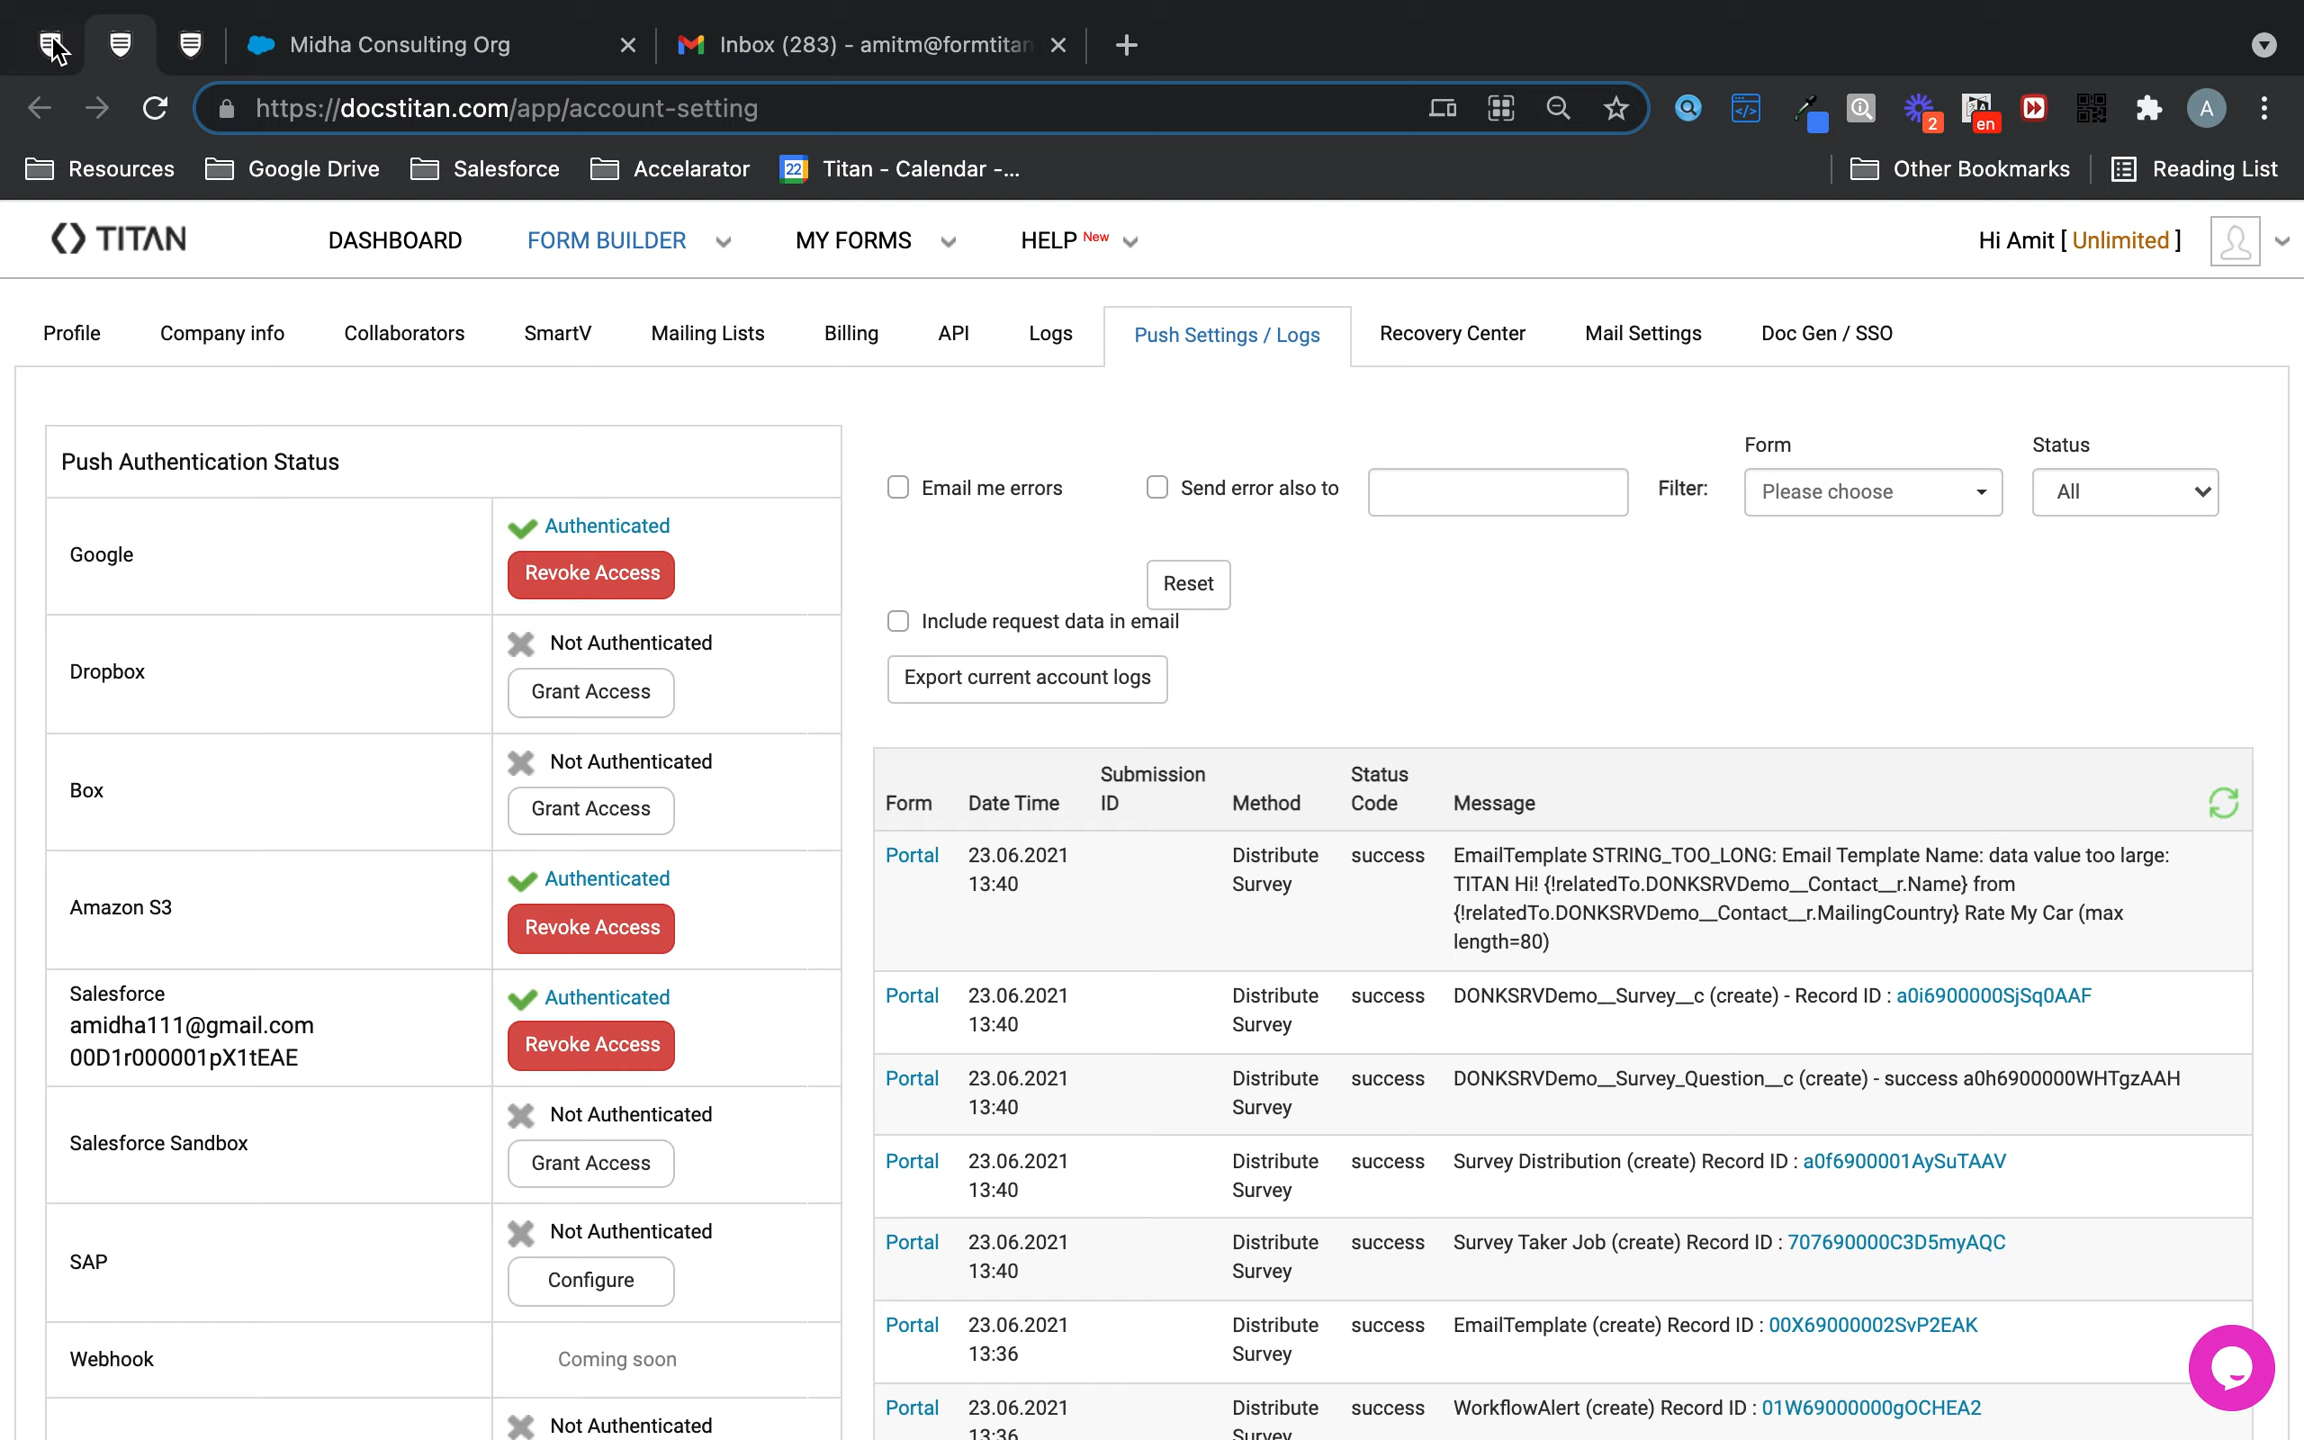 Midha Consulting Org
Inbox (283) - amitm@formtitan
https://docstitan.com/app/account-setting
2
en
A
Resources
Google Drive
Salesforce
Accelarator
22
Titan - Calendar -...
Other Bookmarks
Reading List
TITAN
DASHBOARD
FORM BUILDER
MY FORMS
HELP New
Hi Amit [ Unlimited ]
Profile
Company info
Collaborators
SmartV
Mailing Lists
Billing
API
Logs
Push Settings / Logs
Recovery Center
Mail Settings
Doc Gen / SSO
Push Authentication Status
Google
Authenticated
Revoke Access
Dropbox
Not Authenticated
Grant Access
Box
Not Authenticated
Grant Access
Amazon S3
Authenticated
Revoke Access
Salesforce
amidha111@gmail.com
00D1r000001pX1tEAE
Authenticated
Revoke Access
Salesforce Sandbox
Not Authenticated
Grant Access
SAP
Not Authenticated
Configure
Webhook
Coming soon
Not Authenticated
Email me errors
Send error also to
Filter:
Form
Please choose
Status
All
Reset
Include request data in email
Export current account logs
Form
Date Time
Submission
ID
Method
Status
Code
Message
Portal
23.06.2021
13:40
Distribute
Survey
success
EmailTemplate STRING_TOO_LONG: Email Template Name: data value too large:
TITAN Hi! {!relatedTo.DONKSRVDemo__Contact__r.Name} from
{!relatedTo.DONKSRVDemo__Contact__r.MailingCountry} Rate My Car (max
length=80)
Portal
23.06.2021
13:40
Distribute
Survey
success
DONKSRVDemo__Survey__c (create) - Record ID : a0i6900000SjSq0AAF
Portal
23.06.2021
13:40
Distribute
Survey
success
DONKSRVDemo__Survey_Question__c (create) - success a0h6900000WHTgzAAH
Portal
23.06.2021
13:40
Distribute
Survey
success
Survey Distribution (create) Record ID : a0f6900001AySuTAAV
Portal
23.06.2021
13:40
Distribute
Survey
success
Survey Taker Job (create) Record ID : 707690000C3D5myAQC
Portal
23.06.2021
13:36
Distribute
Survey
success
EmailTemplate (create) Record ID : 00X69000002SvP2EAK
Portal
23.06.2021
13:36
Distribute
Survey
success
WorkflowAlert (create) Record ID : 01W69000000gOCHEA2